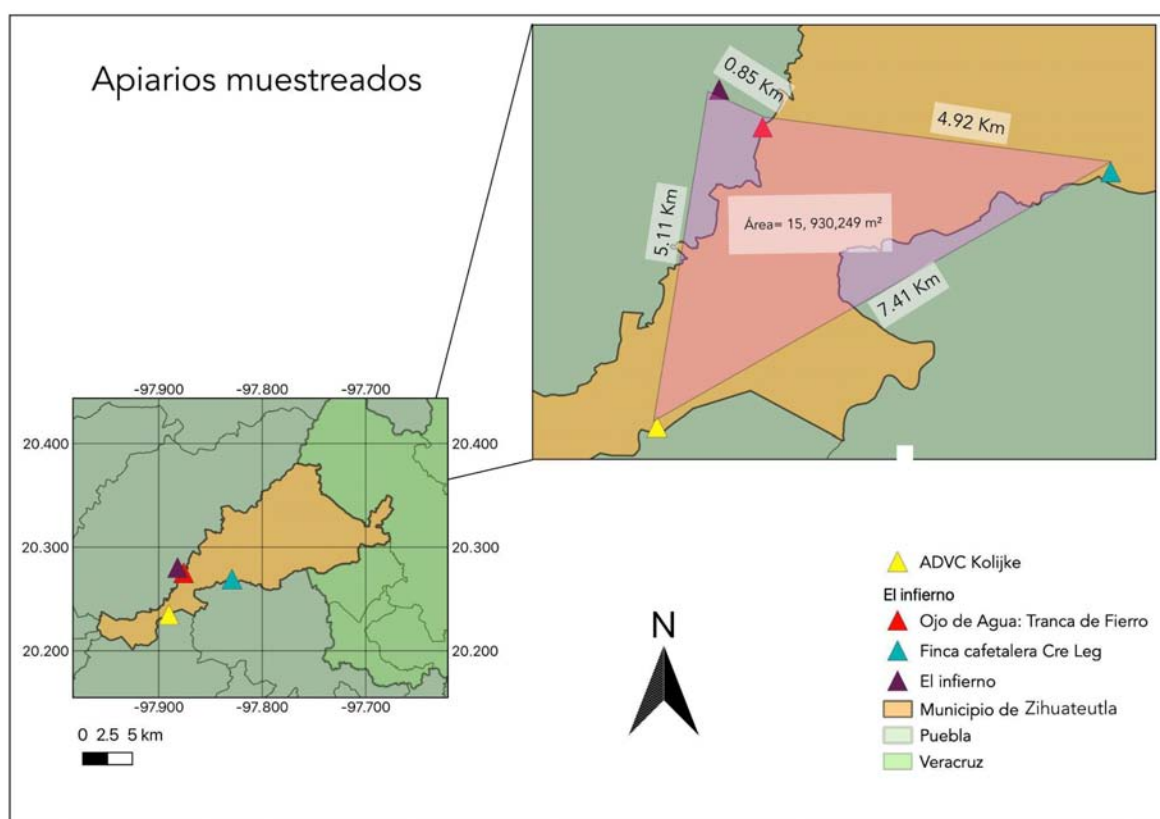 Apiarios muestreados
0.85 Km
4.92 Km
5.11 Km
Área= 15, 930,249 m²
7.41 Km
-97.900 -97.800 -97.700
20.400 20.400
20.300 20.300
20.200 20.200
-97.900 -97.800 -97.700
0 2.5 5 km
N
ADVC Kolijke
El infierno
Ojo de Agua: Tranca de Fierro
Finca cafetalera Cre Leg
El infierno
Municipio de Zihuateutla
Puebla
Veracruz